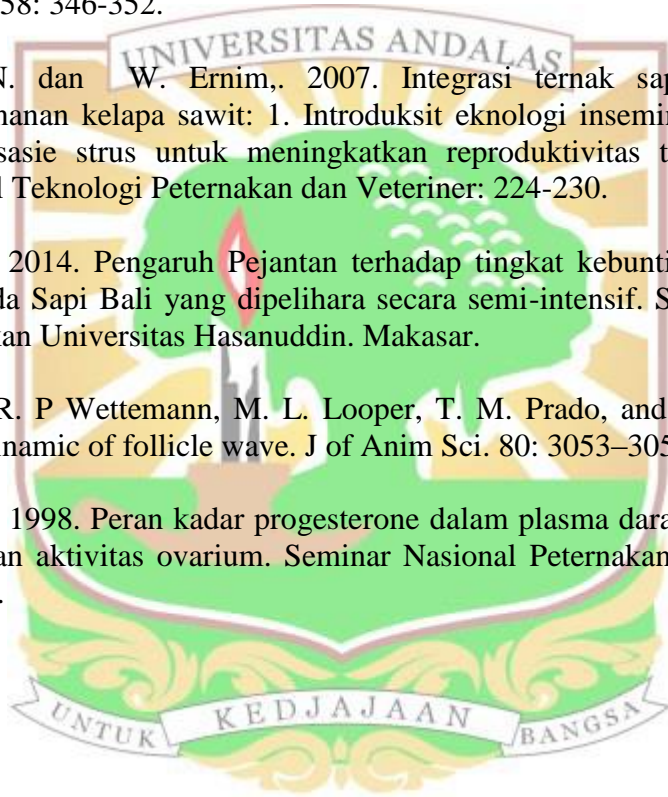 58: 346-352.
UNIVERSITAS ANDALAS
N. dan W. Ernim,. 2007. Integrasi ternak sap
nanan kelapa sawit: 1. Introduksit eknologi insemin
sasie strus untuk meningkatkan reproduktivitas t
l Teknologi Peternakan dan Veteriner: 224-230.
2014. Pengaruh Pejantan terhadap tingkat kebunti
da Sapi Bali yang dipelihara secara semi-intensif. S
kan Universitas Hasanuddin. Makasar.
R. P Wettemann, M. L. Looper, T. M. Prado, and
inamic of follicle wave. J of Anim Sci. 80: 3053–305
1998. Peran kadar progesterone dalam plasma dara
an aktivitas ovarium. Seminar Nasional Peternakan
UNTUK KEDJAJAAN BANGSA